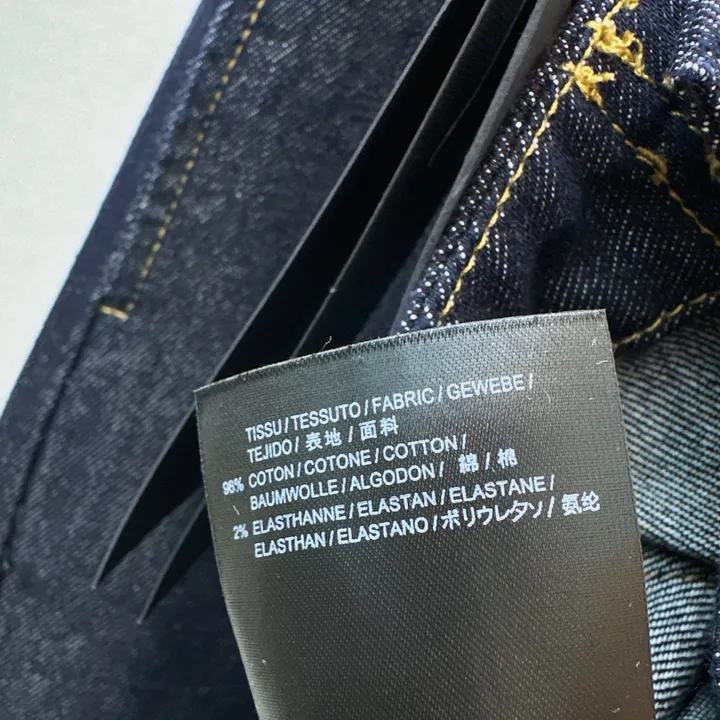 TISSU / TESSUTO / FABRIC / GEWEBE /
TEJIDO / 表地 / 面料
96% COTON / COTONE / COTTON /
BAUMWOLLE / ALGODON / 綿 / 棉
2% ELASTHANNE / ELASTAN / ELASTANE /
ELASTHAN / ELASTANO / ポリウレタン / 氨纶